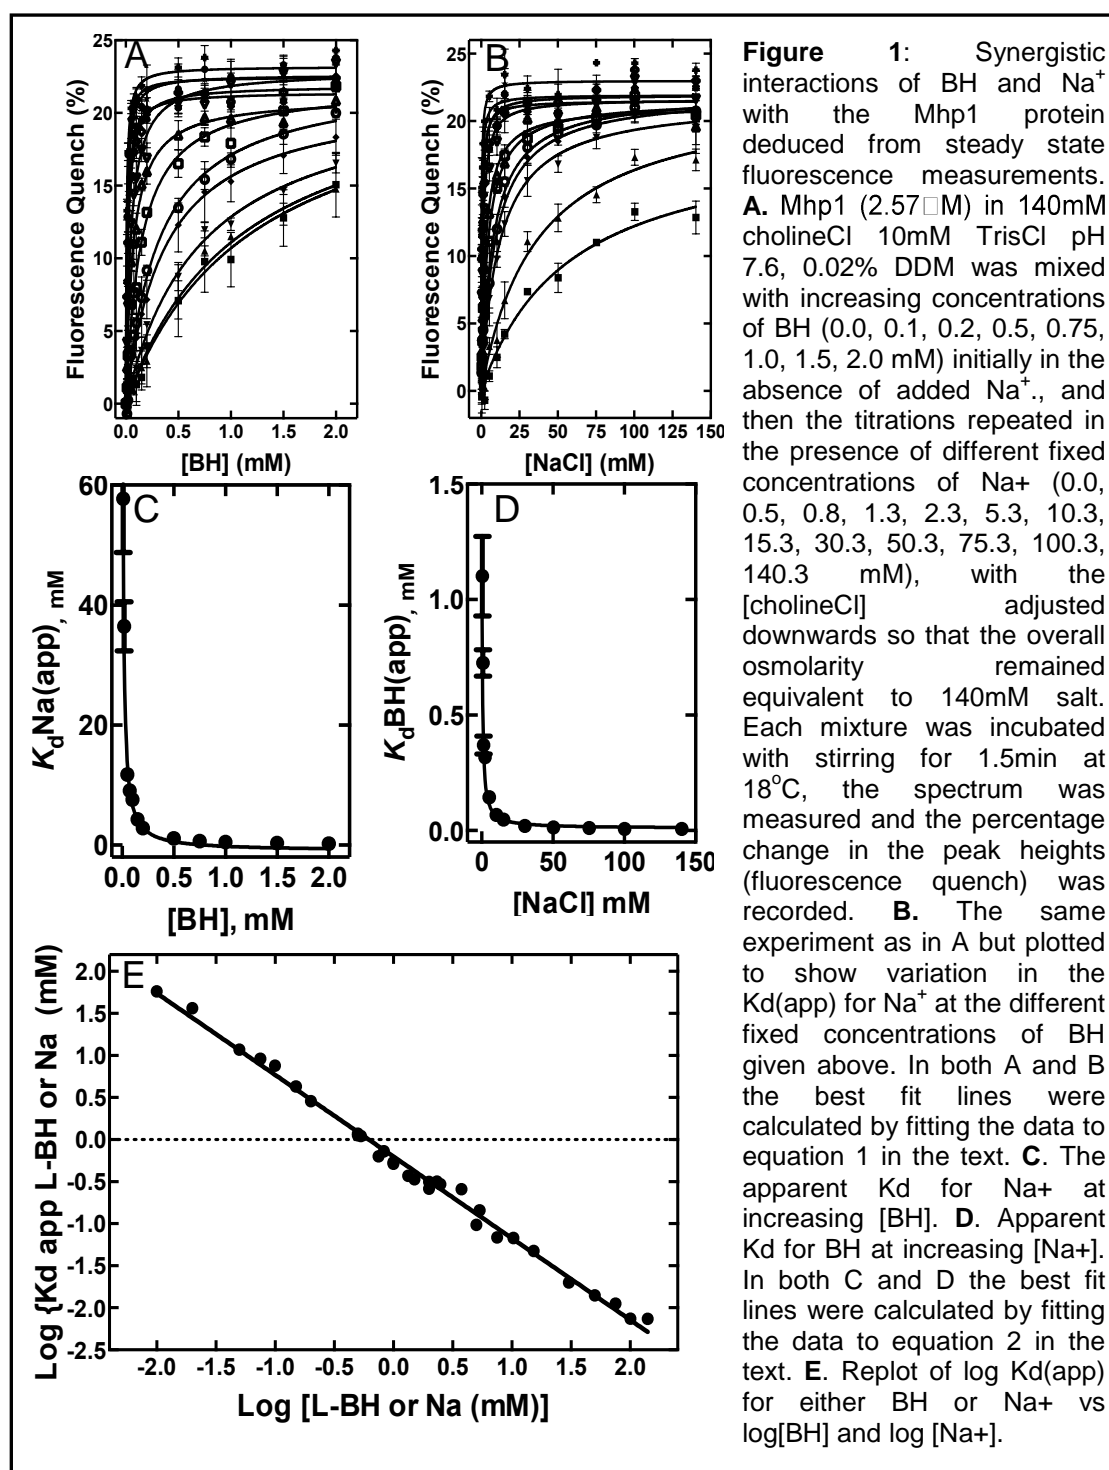 A
25
20
15
10
5
0
Fluorescence Quench (%)
0.0 0.5 1.0 1.5 2.0
[BH] (mM)
B
25
20
15
10
5
0
Fluorescence Quench (%)
0 25 50 75 100 125 150
[NaCl] (mM)
C
60
40
20
0
KdNa(app), mM
0.0 0.5 1.0 1.5 2.0
[BH], mM
D
1.5
1.0
0.5
0.0
KdBH(app), mM
0 50 100 150
[NaCl] mM
E
2.0
1.5
1.0
0.5
0.0
-0.5
-1.0
-1.5
-2.0
-2.5
Log {Kd app L-BH or Na (mM)
-2.0 -1.5 -1.0 -0.5 0.0 0.5 1.0 1.5 2.0
Log [L-BH or Na (mM)]
Figure 1: Synergistic
interactions of BH and Na+
with the Mhp1 protein
deduced from steady state
fluorescence measurements.
A. Mhp1 (2.57□M) in 140mM
cholineCl 10mM TrisCl pH
7.6, 0.02% DDM was mixed
with increasing concentrations
of BH (0.0, 0.1, 0.2, 0.5, 0.75,
1.0, 1.5, 2.0 mM) initially in the
absence of added Na+., and
then the titrations repeated in
the presence of different fixed
concentrations of Na+ (0.0,
0.5, 0.8, 1.3, 2.3, 5.3, 10.3,
15.3, 30.3, 50.3, 75.3, 100.3,
140.3 mM), with the
[cholineCl] adjusted
downwards so that the overall
osmolarity remained
equivalent to 140mM salt.
Each mixture was incubated
with stirring for 1.5min at
18°C, the spectrum was
measured and the percentage
change in the peak heights
(fluorescence quench) was
recorded. B. The same
experiment as in A but plotted
to show variation in the
Kd(app) for Na+ at the different
fixed concentrations of BH
given above. In both A and B
the best fit lines were
calculated by fitting the data to
equation 1 in the text. C. The
apparent Kd for Na+ at
increasing [BH]. D. Apparent
Kd for BH at increasing [Na+].
In both C and D the best fit
lines were calculated by fitting
the data to equation 2 in the
text. E. Replot of log Kd(app)
for either BH or Na+ vs
log[BH] and log [Na+].